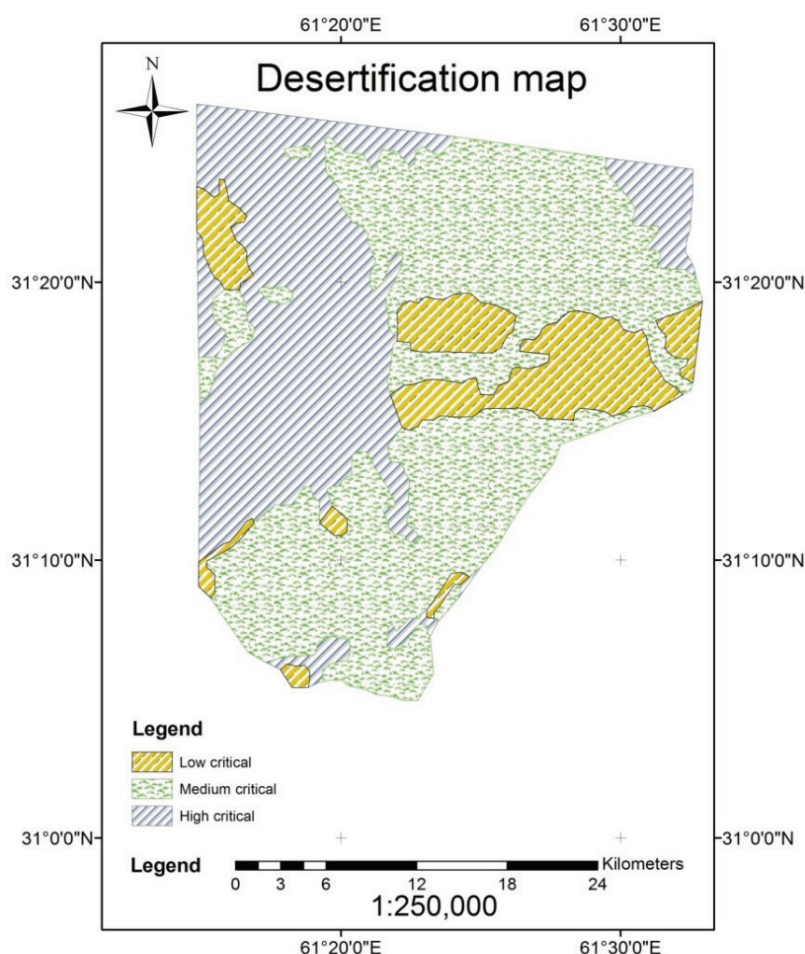 61°20'0"E 61°30'0"E
N
Desertification map
31°20'0"N 31°20'0"N
31°10'0"N 31°10'0"N
Legend
Low critical
Medium critical
High critical
31°0'0"N 31°0'0"N
Legend
Kilometers
0 3 6 12 18 24
1:250,000
61°20'0"E 61°30'0"E